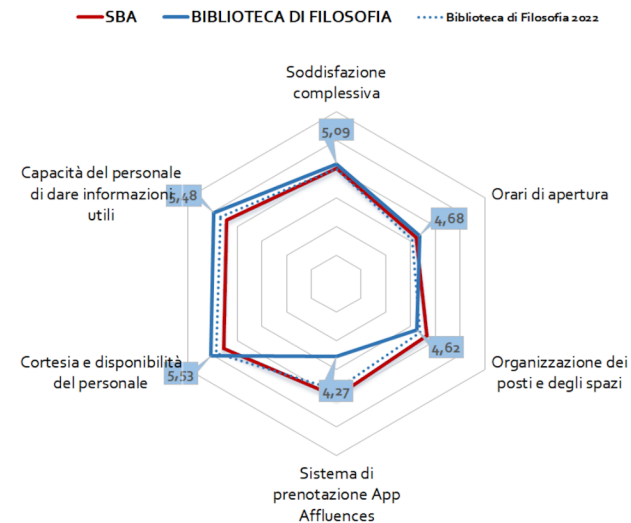 SBA BIBLIOTECA DI FILOSOFIA Biblioteca di Filosofia 2022
Soddisfazione
complessiva
5,09
Capacità del personale
di dare informazioni
utili
5,48
Orari di apertura
4,68
Cortesia e disponibilità
del personale
5,53
4,62
Organizzazione dei
posti e degli spazi
4,27
Sistema di
prenotazione App
Affluences